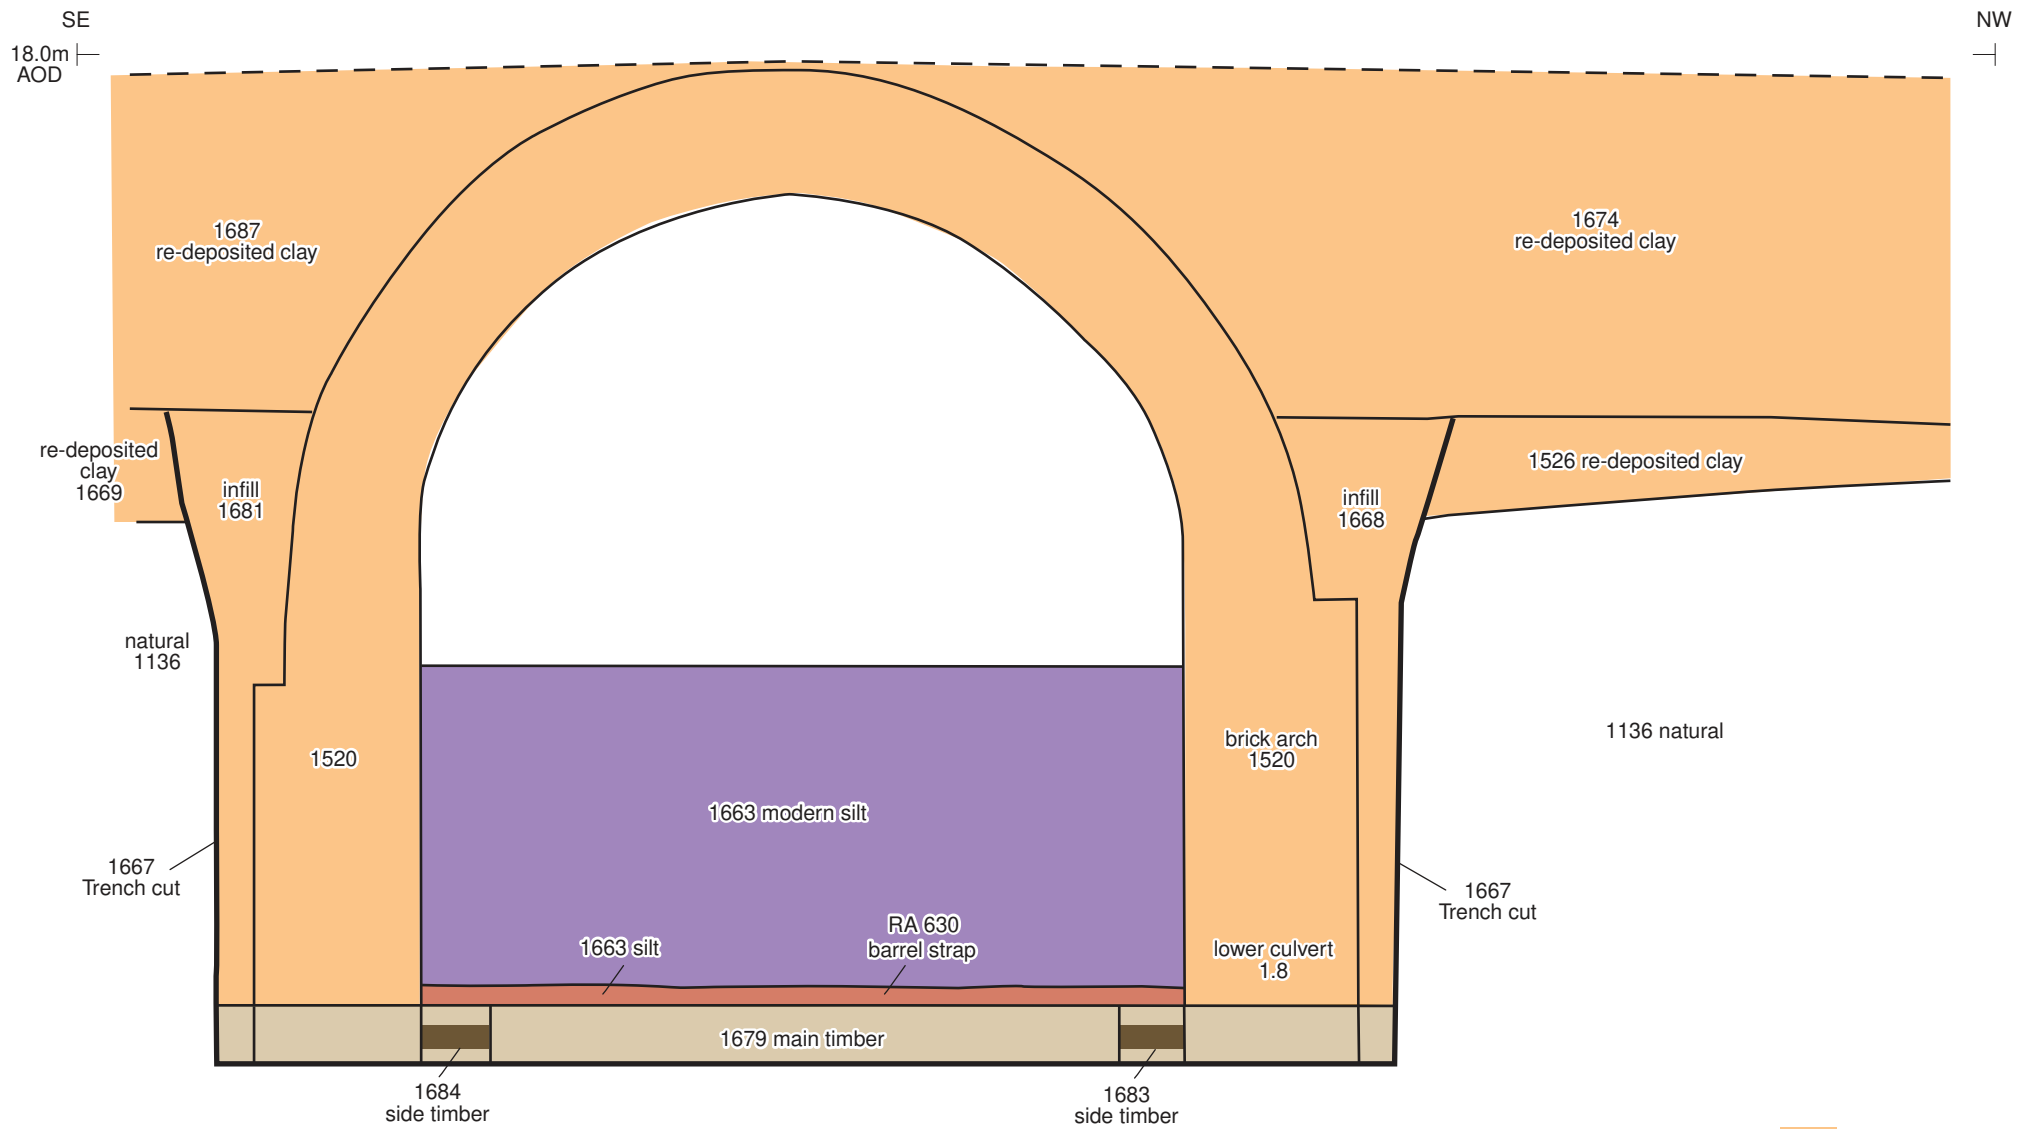 SE
NW
18.0m
AOD
1687
re-deposited clay
1674
re-deposited clay
re-deposited
clay
1669
infill
1681
infill
1668
1526 re-deposited clay
natural
1136
1136 natural
1520
brick arch
1520
1663 modern silt
1667
Trench cut
1667
Trench cut
1663 silt
RA 630
barrel strap
lower culvert
1.8
1679 main timber
1684
side timber
1683
side timber